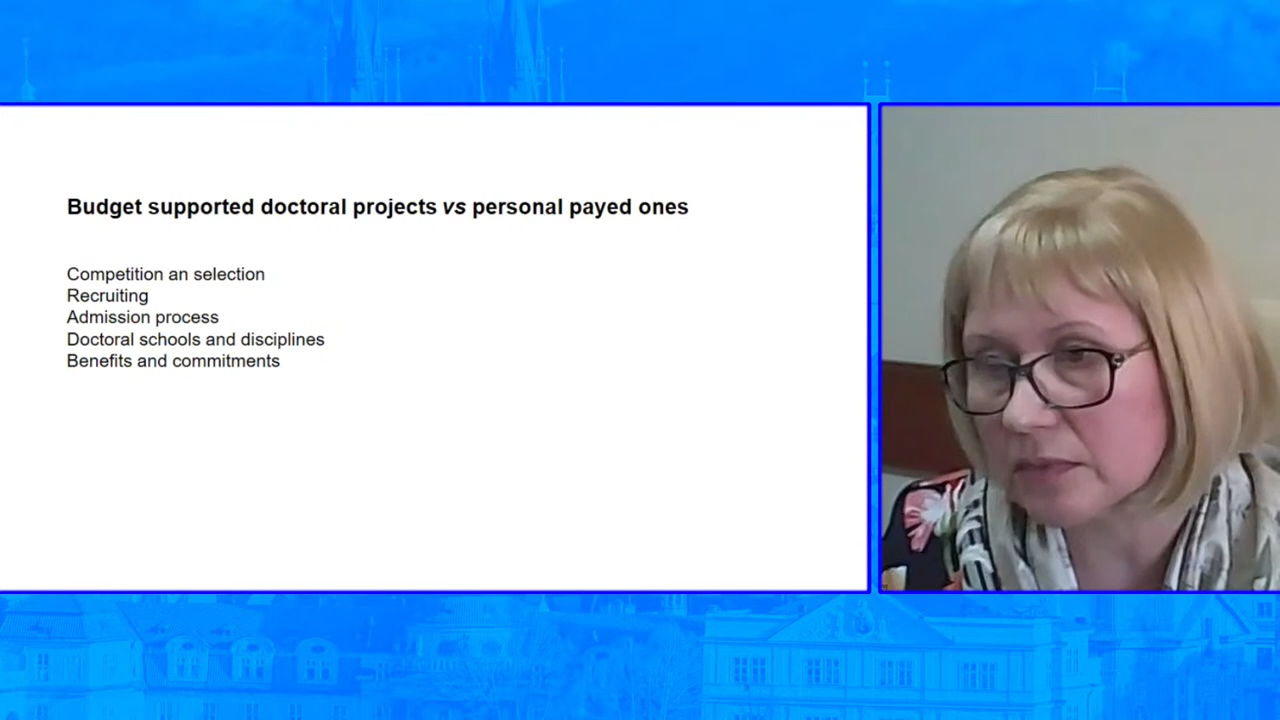 Budget supported doctoral projects vs personal payed ones
Competition an selection
Recruiting
Admission process
Doctoral schools and disciplines
Benefits and commitments